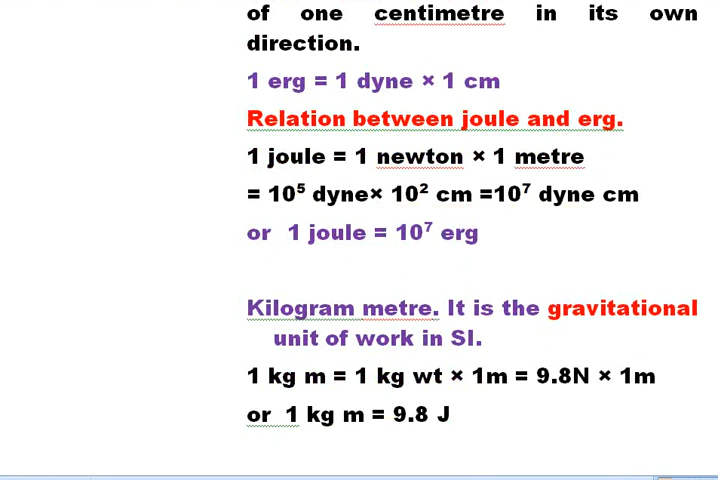 of one centimetre in its own
direction.
1 erg = 1 dyne × 1 cm
Relation between joule and erg.
1 joule = 1 newton × 1 metre
= 10⁵ dyne× 10² cm =10⁷ dyne cm
or 1 joule = 10⁷ erg
Kilogram metre. It is the gravitational
unit of work in SI.
1 kg m = 1 kg wt × 1m = 9.8N × 1m
or 1 kg m = 9.8 J